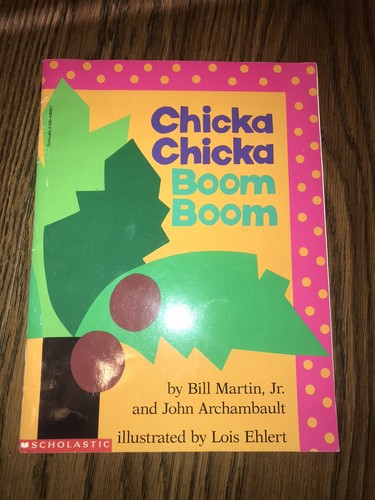 Chicka
Chicka
Boom
Boom
by Bill Martin, Jr.
and John Archambault
illustrated by Lois Ehlert
SCHOLASTIC